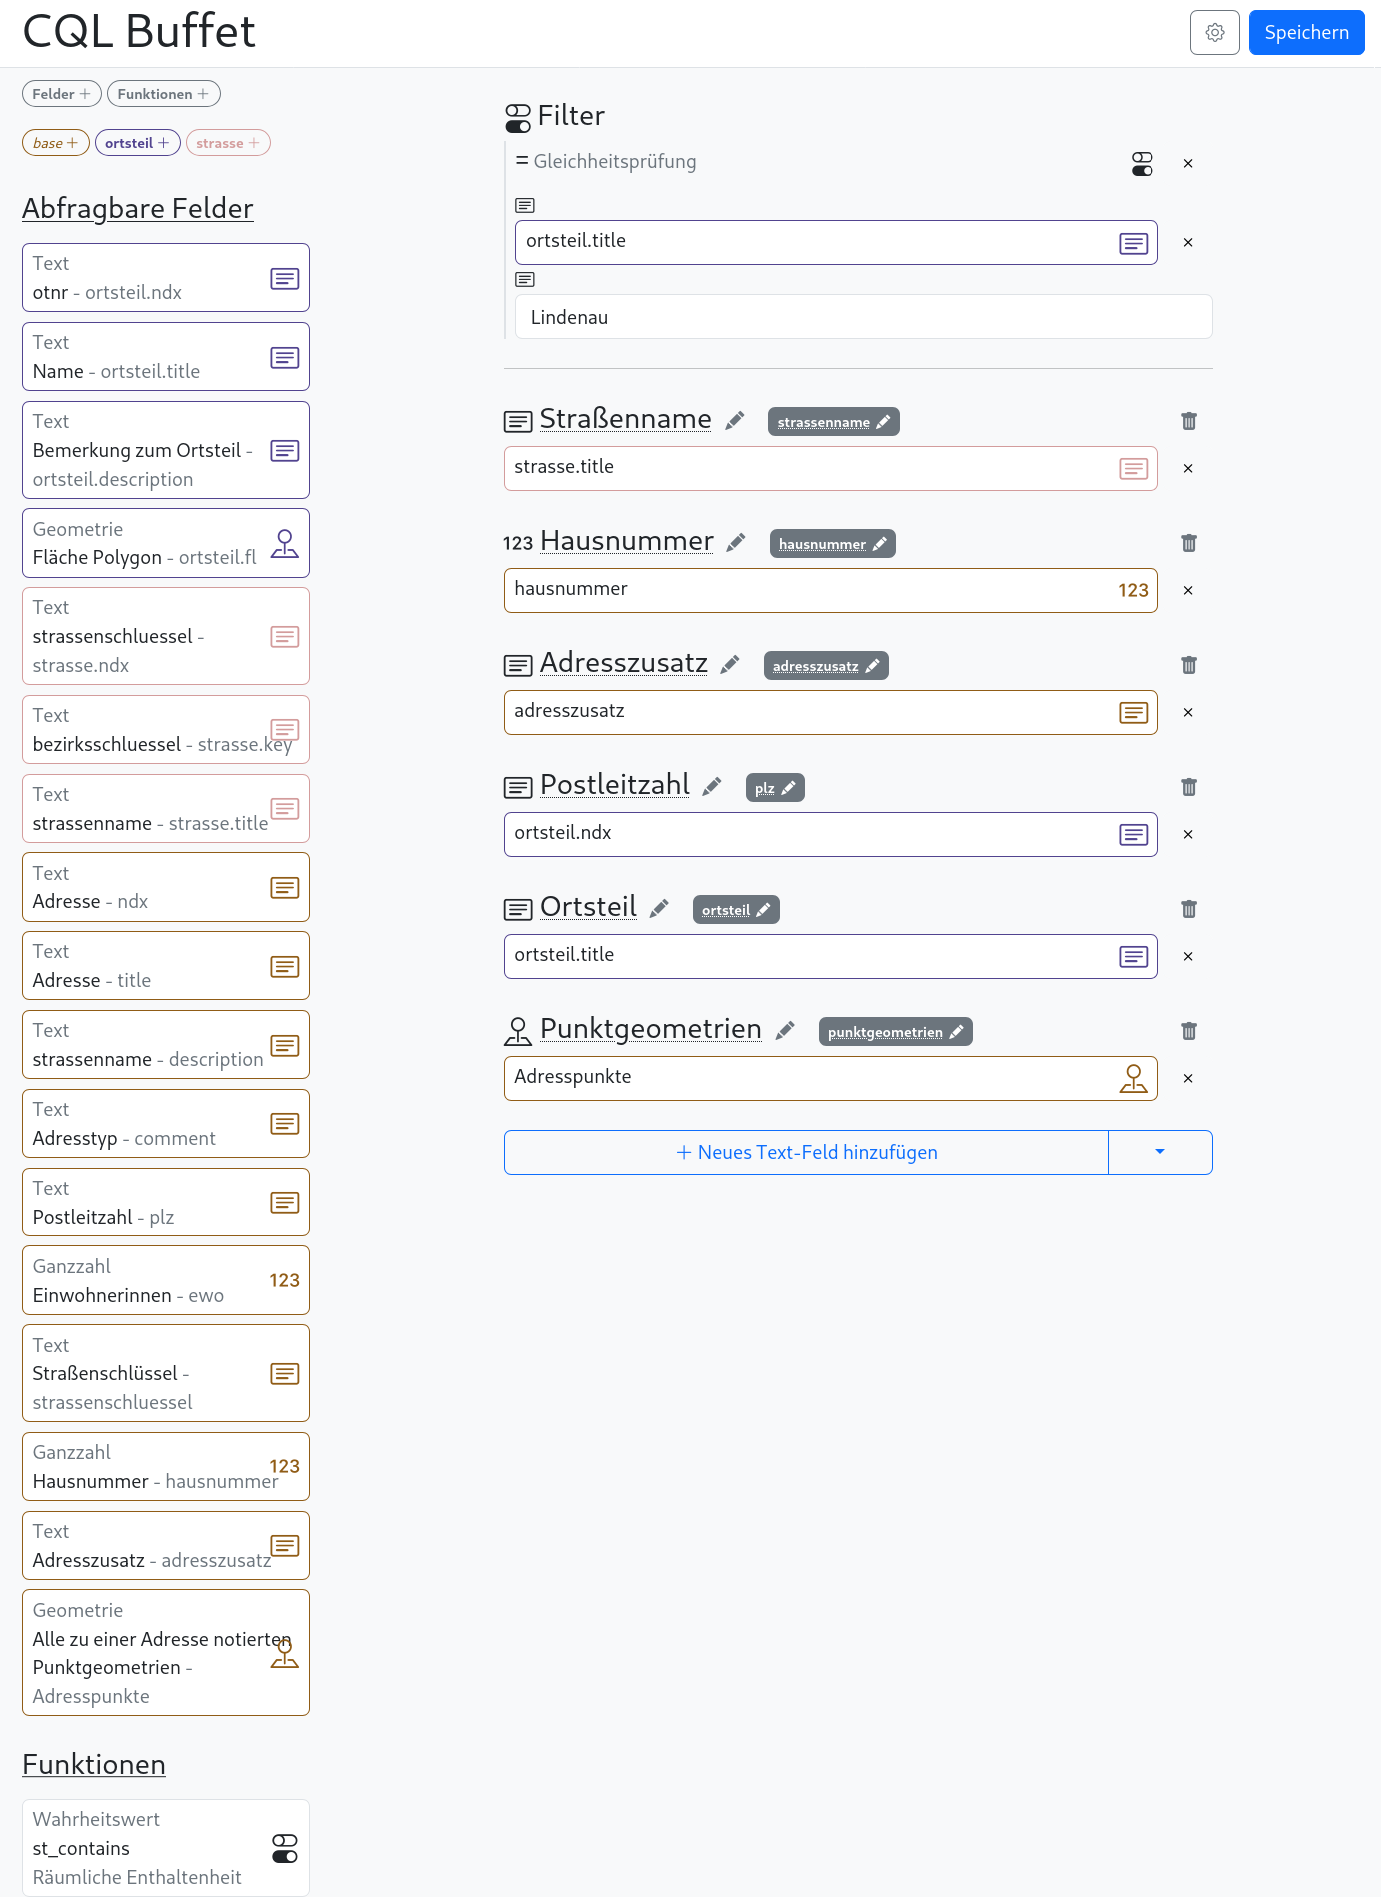 CQL Buffet
Speichern
Felder +
Funktionen +
base +
ortsteil +
strasse +
Abfragbare Felder
Text
otnr - ortsteil.ndx
Text
Name - ortsteil.title
Text
Bemerkung zum Ortsteil -
ortsteil.description
Geometrie
Fläche Polygon - ortsteil.fl
Text
strassenschluessel -
strasse.ndx
Text
bezirksschluessel - strasse.key
Text
strassenname - strasse.title
Text
Adresse - ndx
Text
Adresse - title
Text
strassenname - description
Text
Adresstyp - comment
Text
Postleitzahl - plz
Ganzzahl
Einwohnerinnen - ewo
123
Text
Straßenschlüssel -
strassenschluessel
Ganzzahl
Hausnummer - hausnummer
123
Text
Adresszusatz - adresszusatz
Geometrie
Alle zu einer Adresse notierten
Punktgeometrien -
Adresspunkte
Funktionen
Wahrheitswert
st_contains
Räumliche Enthaltenheit
Filter
= Gleichheitsprüfung
×
ortsteil.title
×
Lindenau
Straßenname
strassenname
strasse.title
×
123 Hausnummer
hausnummer
hausnummer
123
×
Adresszusatz
adresszusatz
adresszusatz
×
Postleitzahl
plz
ortsteil.ndx
×
Ortsteil
ortsteil
ortsteil.title
×
Punktgeometrien
punktgeometrien
Adresspunkte
×
+ Neues Text-Feld hinzufügen